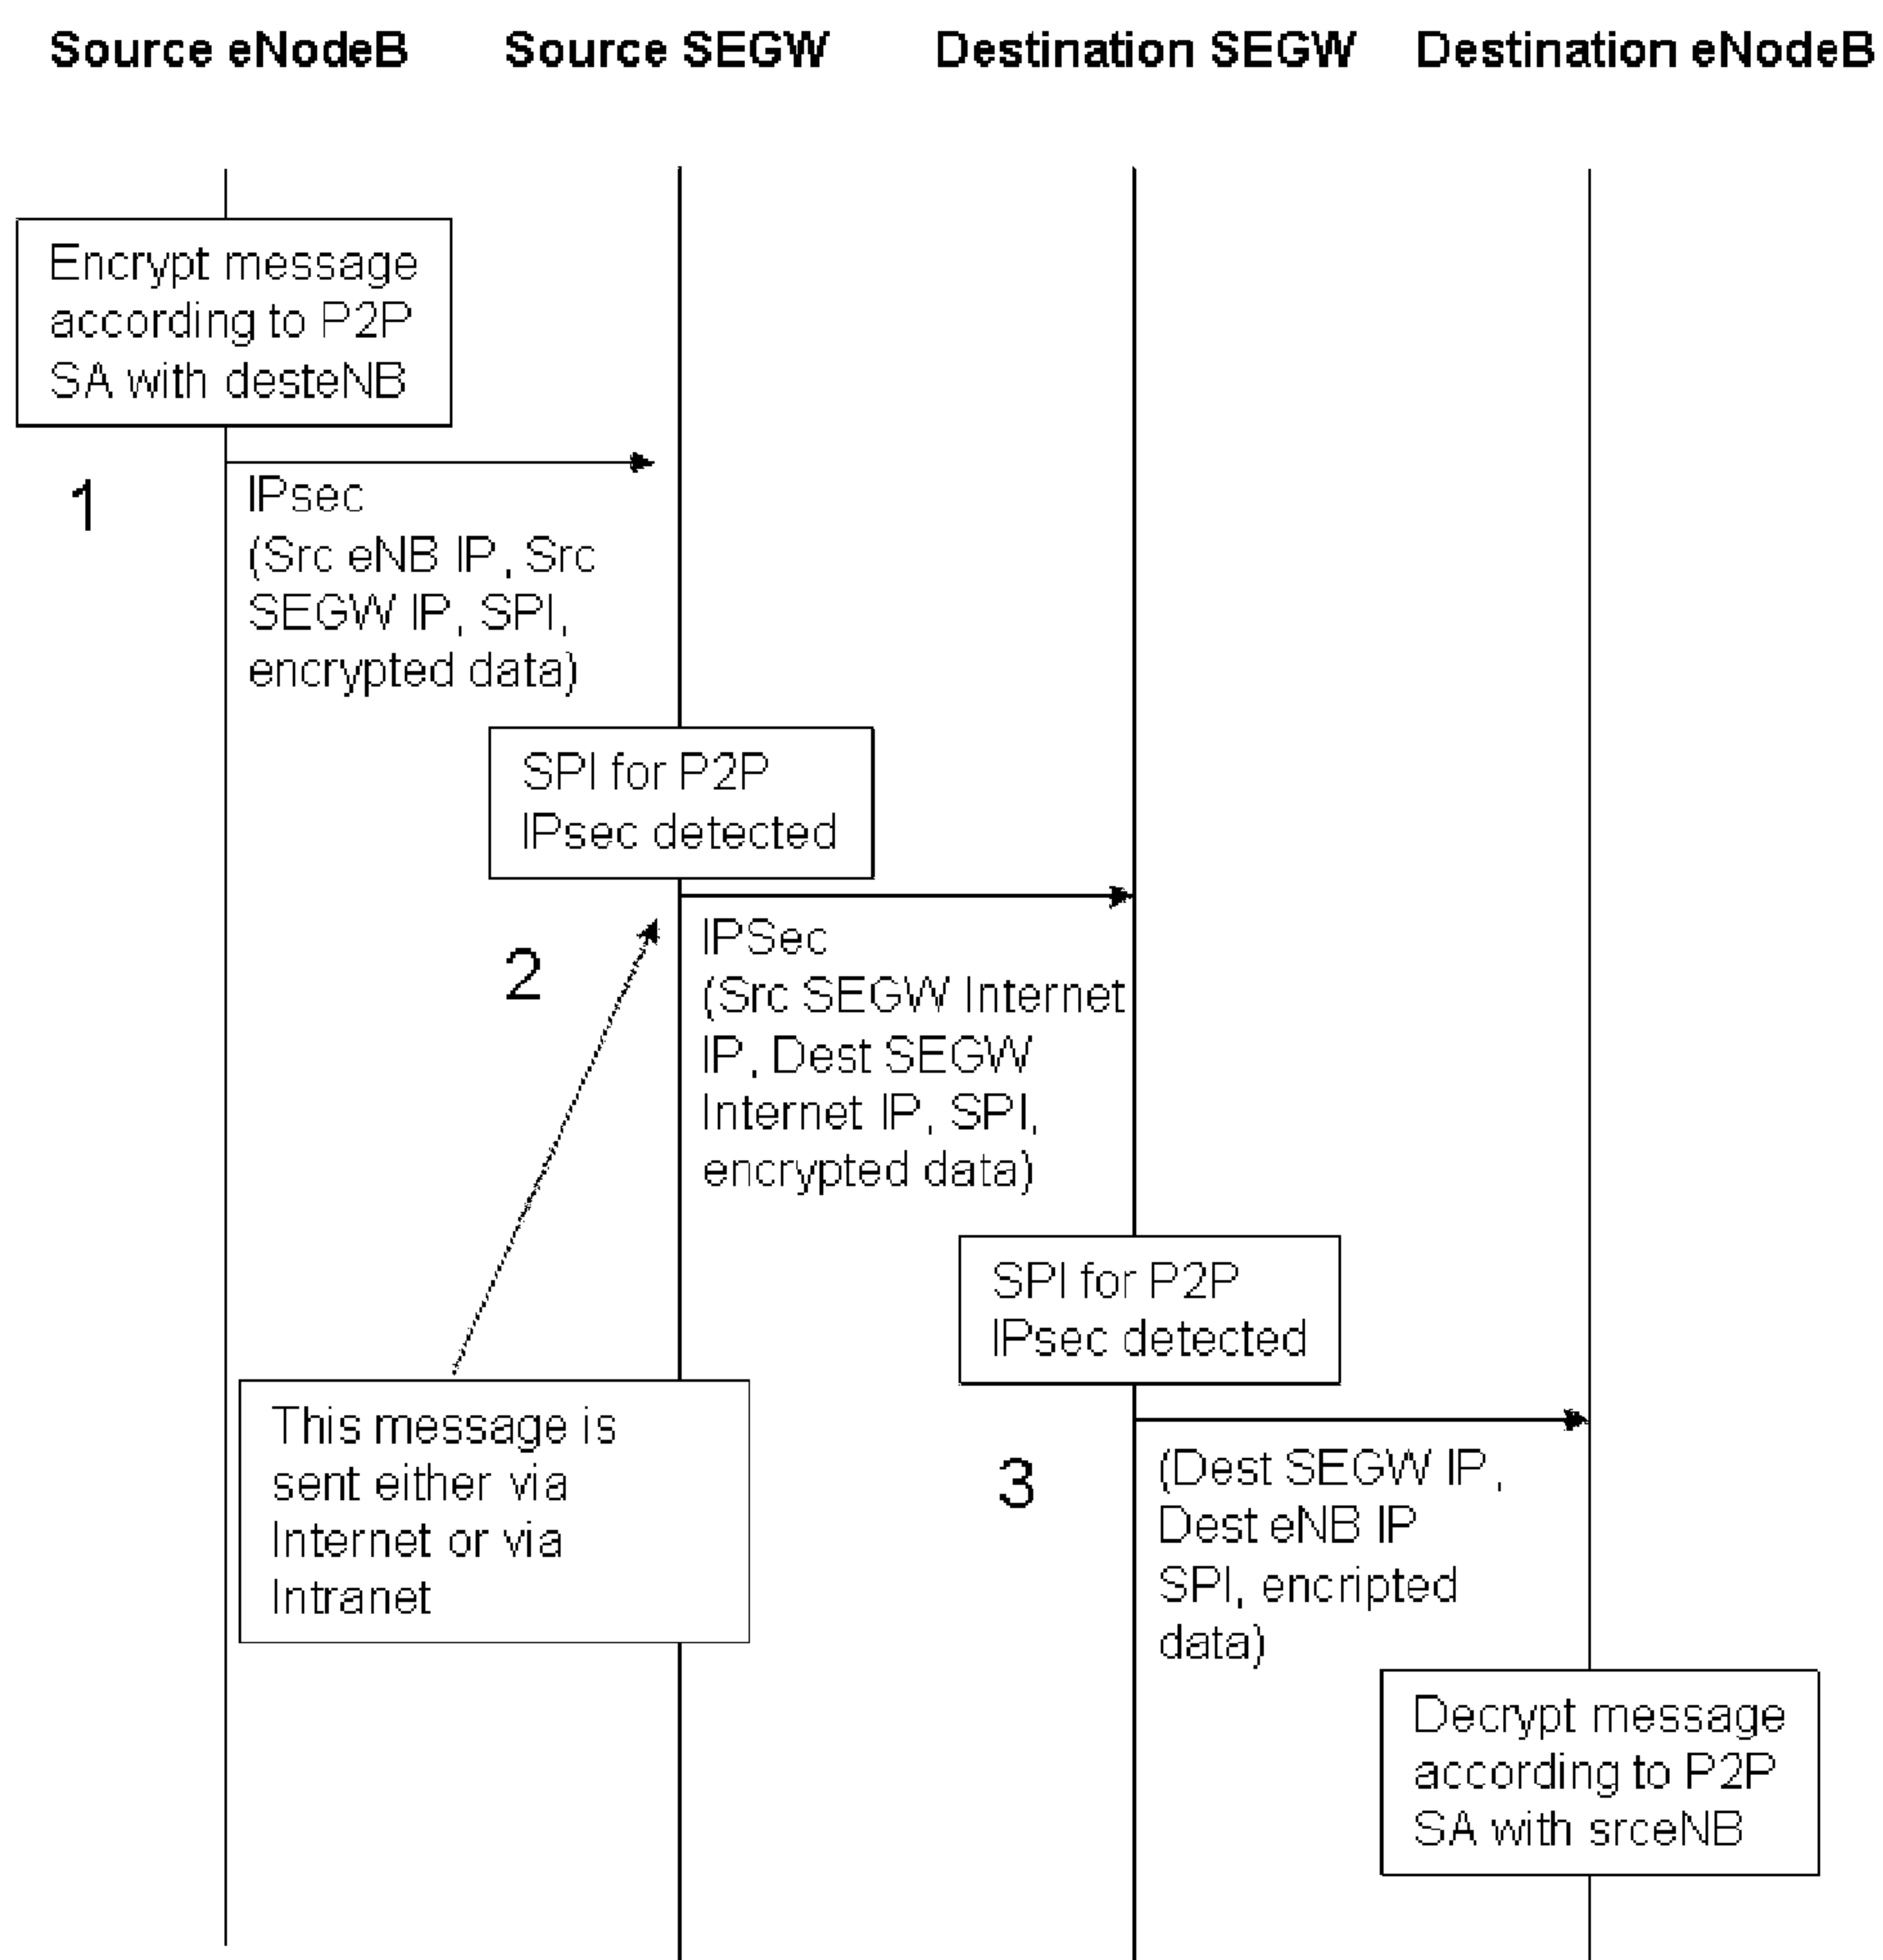 Source eNodeB Source SEGW Destination SEGW Destination eNodeB
Encrypt message
according to P2P
SA with desteNB
1
IPsec
(Src eNB IP, Src
SEGW IP, SPI,
encrypted data)
SPI for P2P
IPsec detected
2
IPSec
(Src SEGW Internet
IP, Dest SEGW
Internet IP, SPI,
encrypted data)
SPI for P2P
IPsec detected
This message is
sent either via
Internet or via
Intranet
3
(Dest SEGW IP,
Dest eNB IP
SPI, encripted
data)
Decrypt message
according to P2P
SA with srceNB